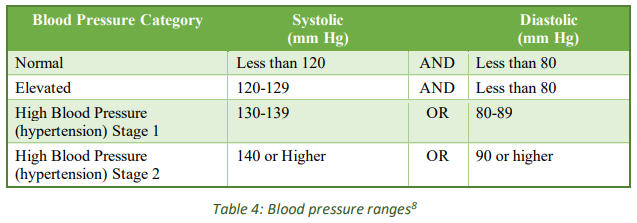 Blood Pressure Category Systolic (mm Hg) Diastolic (mm Hg)
Normal Less than 120 AND Less than 80
Elevated 120-129 AND Less than 80
High Blood Pressure (hypertension) Stage 1 130-139 OR 80-89
High Blood Pressure (hypertension) Stage 2 140 or Higher OR 90 or higher
Table 4: Blood pressure ranges⁸